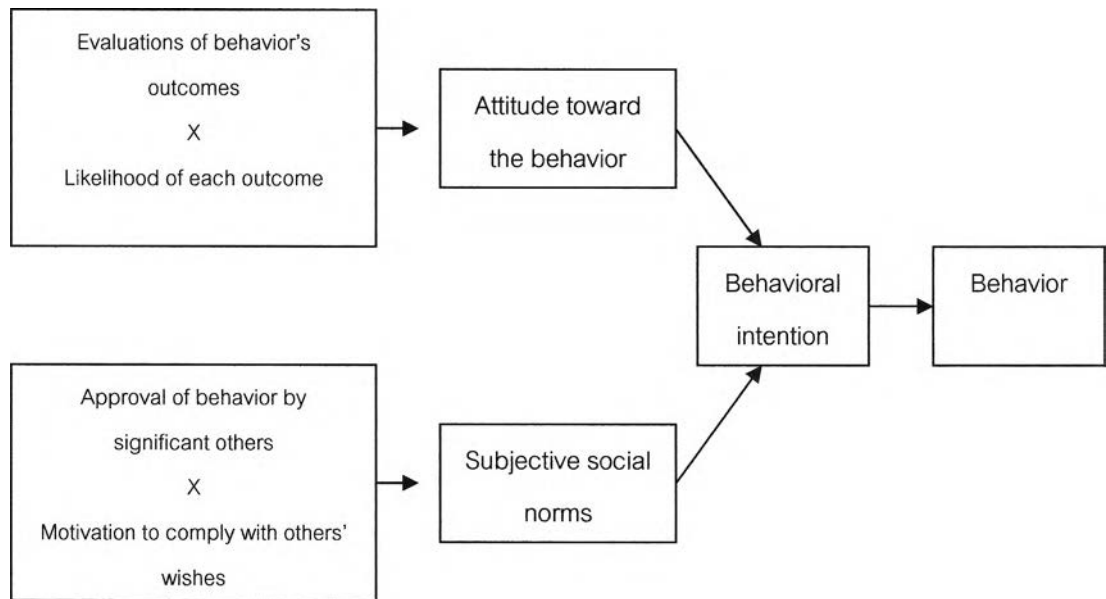 Evaluations of behavior's
outcomes
X
Likelihood of each outcome
Attitude toward
the behavior
Behavioral
intention
Behavior
Approval of behavior by
significant others
X
Motivation to comply with others'
wishes
Subjective social
norms